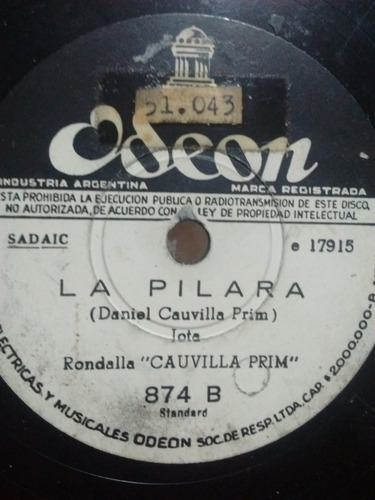 51.043
Odeon
INDUSTRIA ARGENTINA MARCA REGISTRADA
ESTA PROHIBIDA LA EJECUCION PUBLICA O RADIOTRANSMISION DE ESTE DISCO,
NO AUTORIZADA, DE ACUERDO CON LEY DE PROPIEDAD INTELECTUAL
SADAIC e 17915
LA PILARA
(Daniel Cauvilla Prim)
Jota
Rondalla "CAUVILLA PRIM"
874 B
Standard
ELECTRICAS Y MUSICALES ODEON SOC. DE RESP. LTDA, CAP. $2.000.000